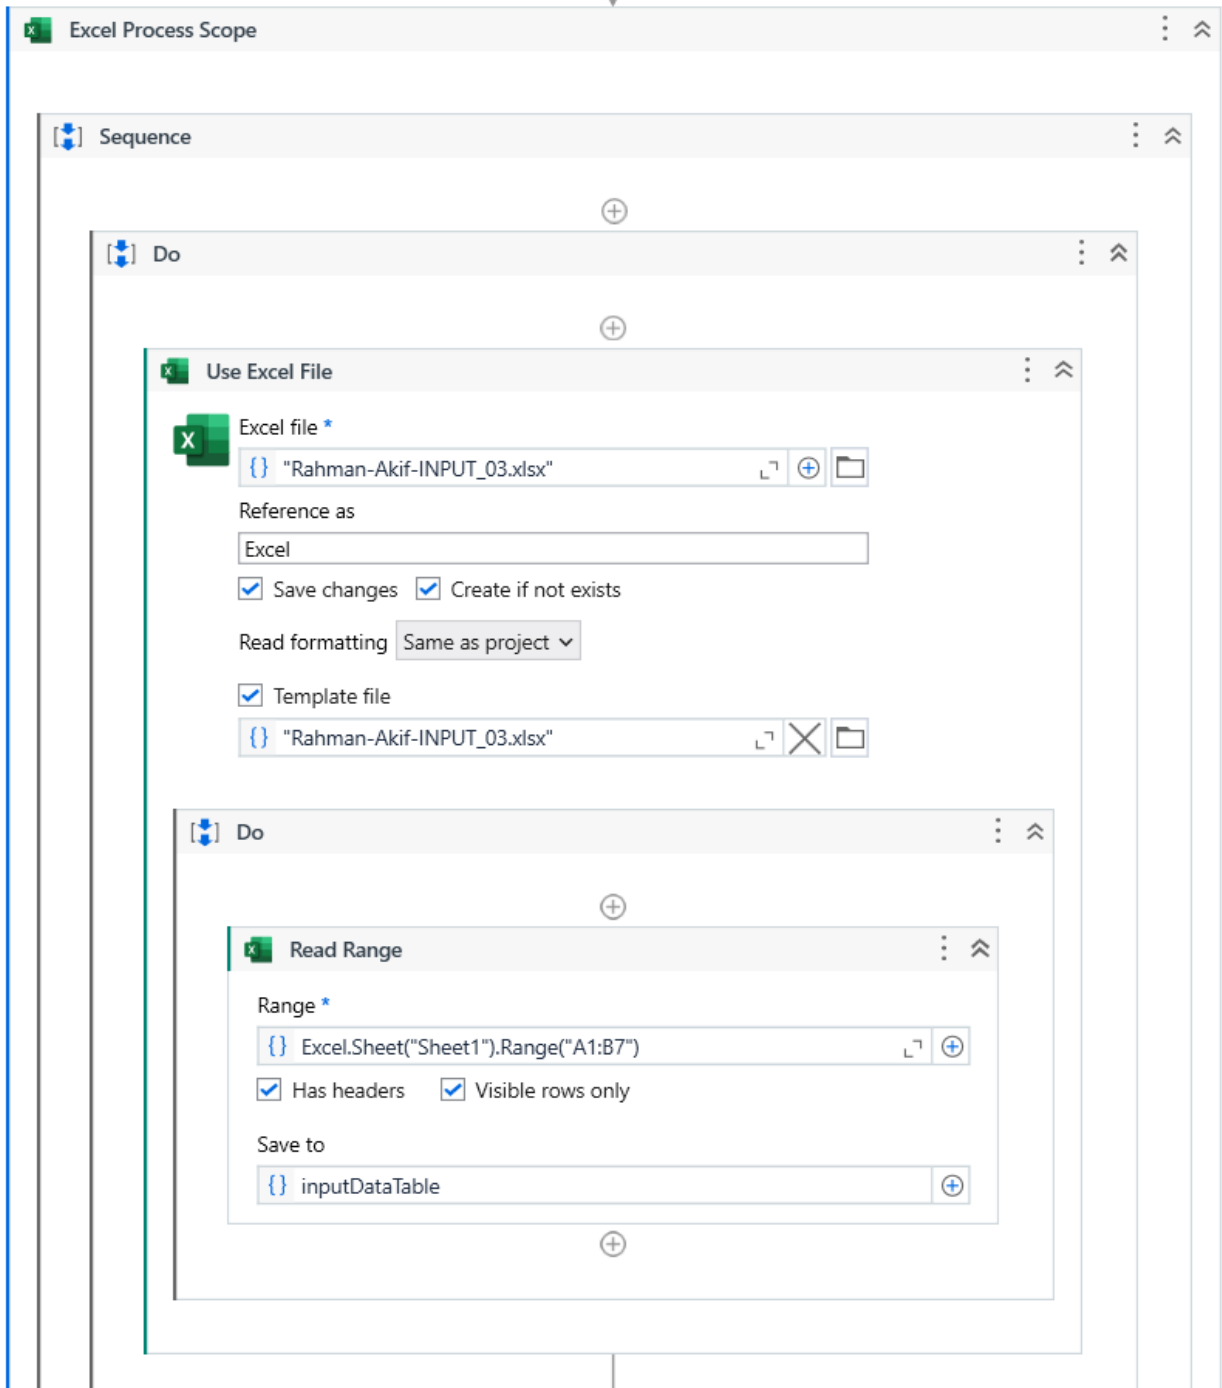 Excel Process Scope
Sequence
Do
Use Excel File
Excel file *
{} "Rahman-Akif-INPUT_03.xlsx"
Reference as
Excel
Save changes Create if not exists
Read formatting Same as project
Template file
{} "Rahman-Akif-INPUT_03.xlsx"
Do
Read Range
Range *
{} Excel.Sheet("Sheet1").Range("A1:B7")
Has headers Visible rows only
Save to
{} inputDataTable